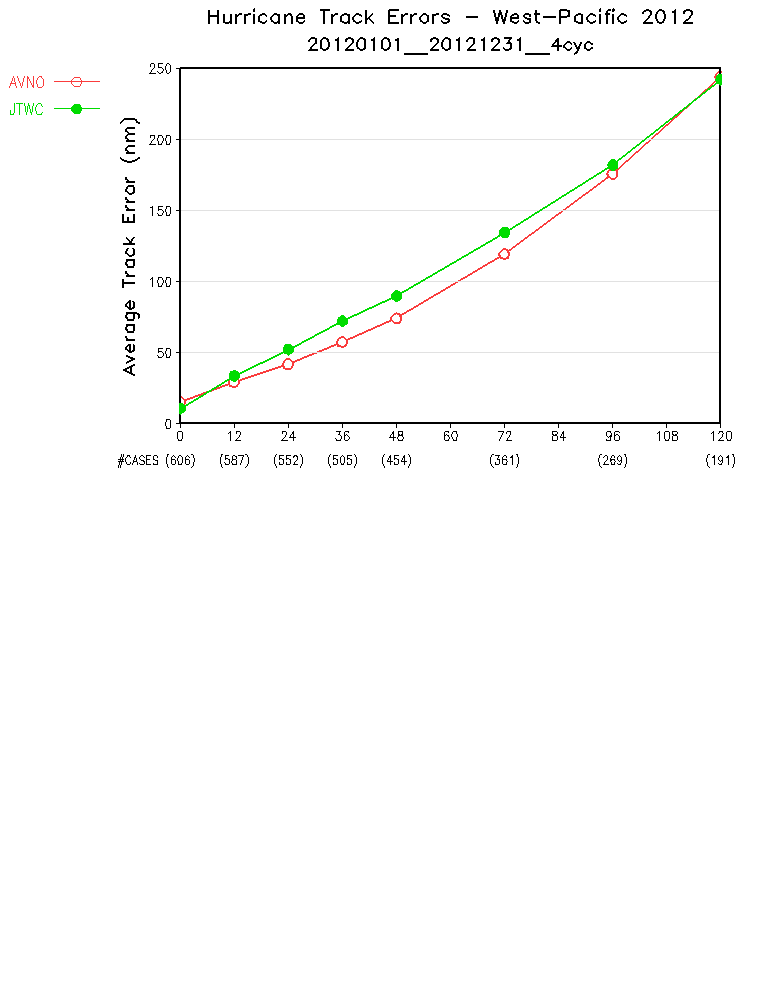 Hurricane Track Errors - West-Pacific 2012
20120101__20121231__4cyc
AVNO
JTWC
Average Track Error (nm)
250
200
150
100
50
0
0 12 24 36 48 60 72 84 96 108 120
#CASES (606) (587) (552) (505) (454) (361) (269) (191)